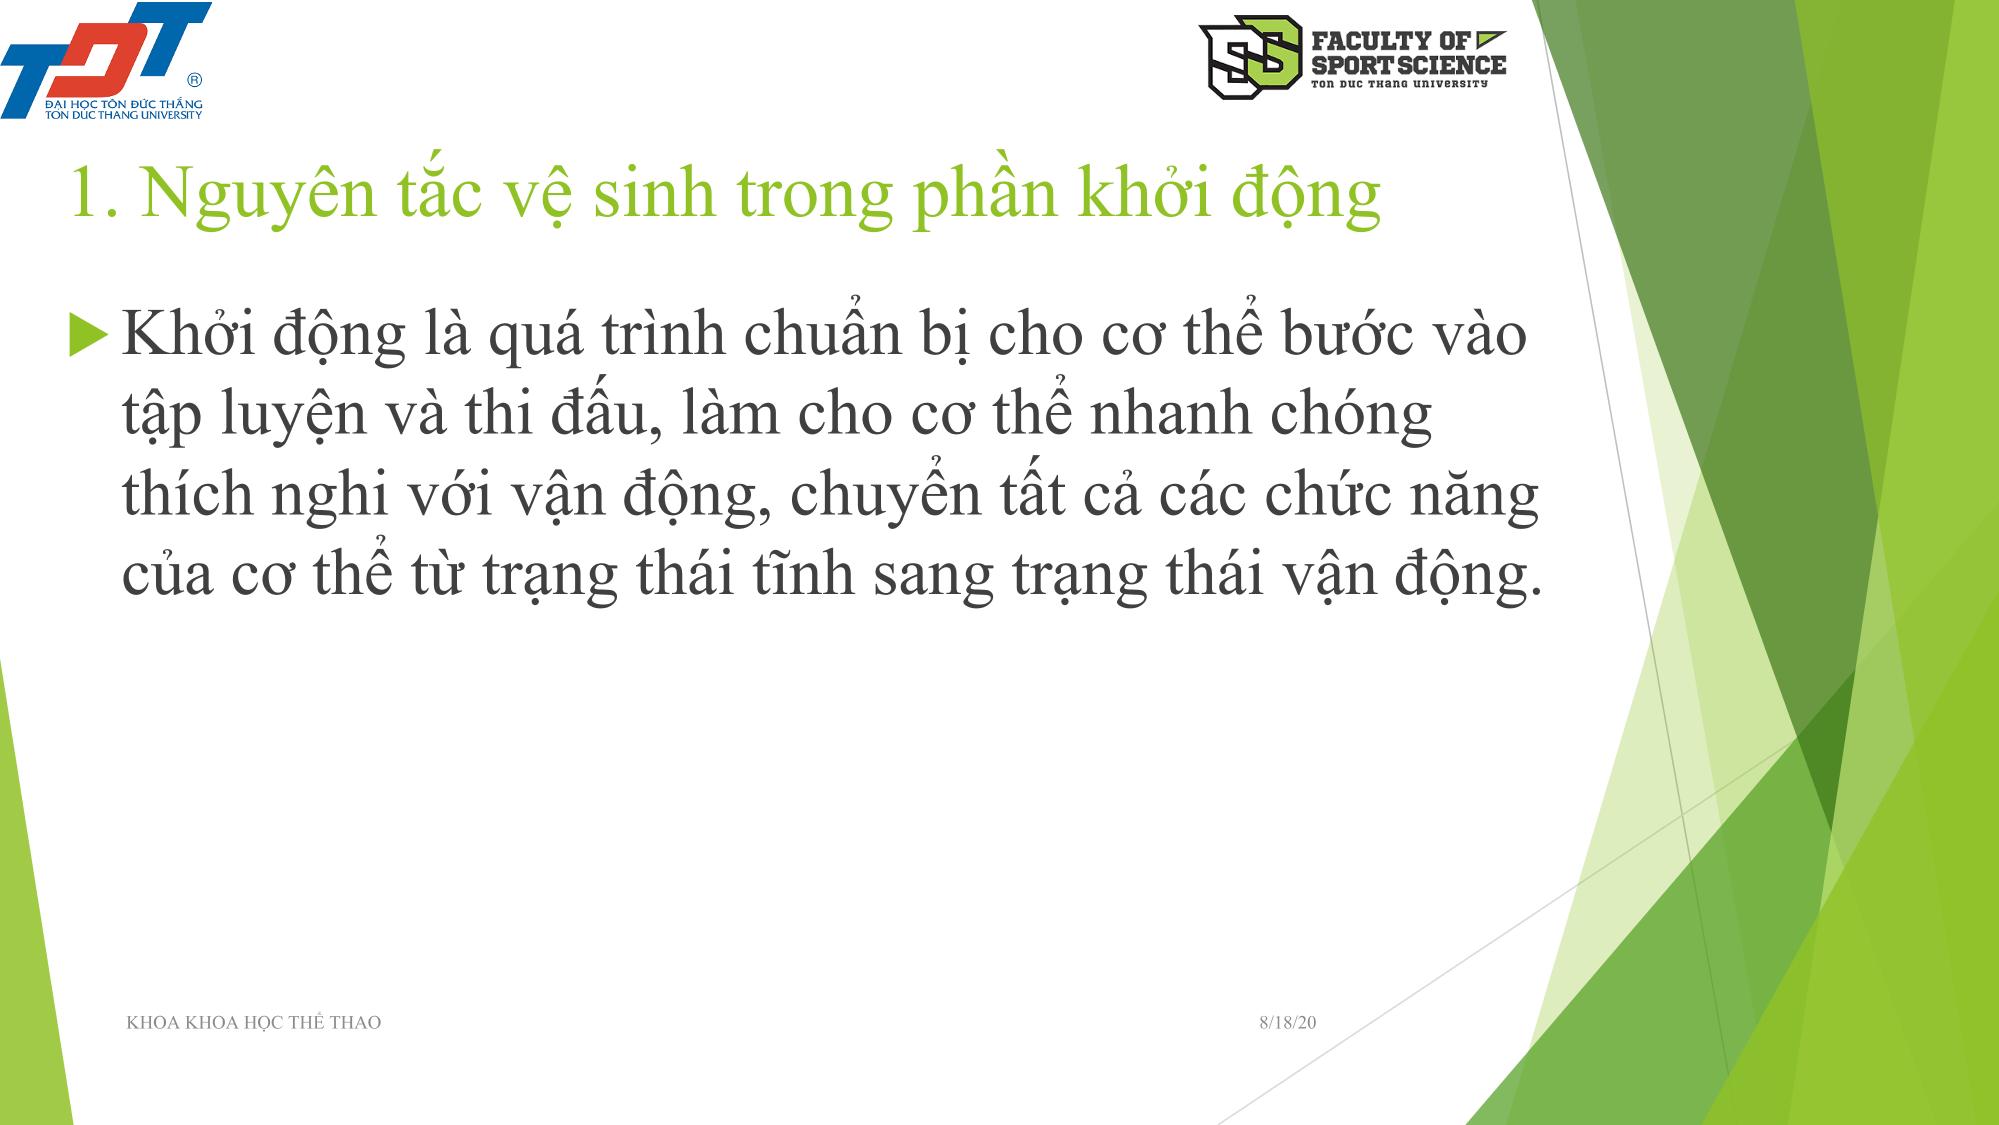 TDT
®
ĐẠI HỌC TÔN ĐỨC THẮNG
TON DUC THANG UNIVERSITY
SS
FACULTY OF
SPORT SCIENCE
TON DUC THANG UNIVERSITY
1. Nguyên tắc vệ sinh trong phần khởi động
Khởi động là quá trình chuẩn bị cho cơ thể bước vào
tập luyện và thi đấu, làm cho cơ thể nhanh chóng
thích nghi với vận động, chuyển tất cả các chức năng
của cơ thể từ trạng thái tĩnh sang trạng thái vận động.
KHOA KHOA HỌC THỂ THAO
8/18/20